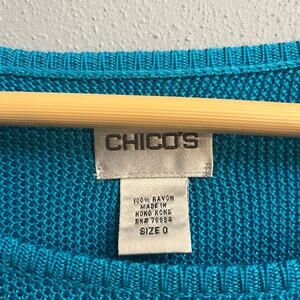 CHICO'S
100% RAYON
MADE IN
HONG KONG
RN# 79984
SIZE 0